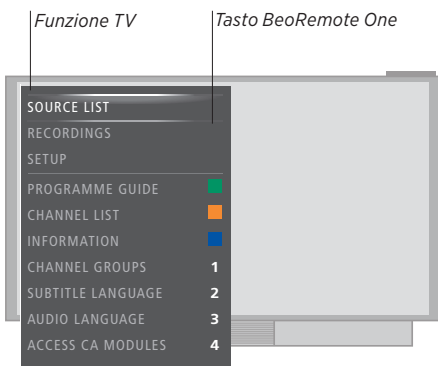 Funzione TV
Tasto BeoRemote One
SOURCE LIST
RECORDINGS
SETUP
PROGRAMME GUIDE
CHANNEL LIST
INFORMATION
CHANNEL GROUPS 1
SUBTITLE LANGUAGE 2
AUDIO LANGUAGE 3
ACCESS CA MODULES 4